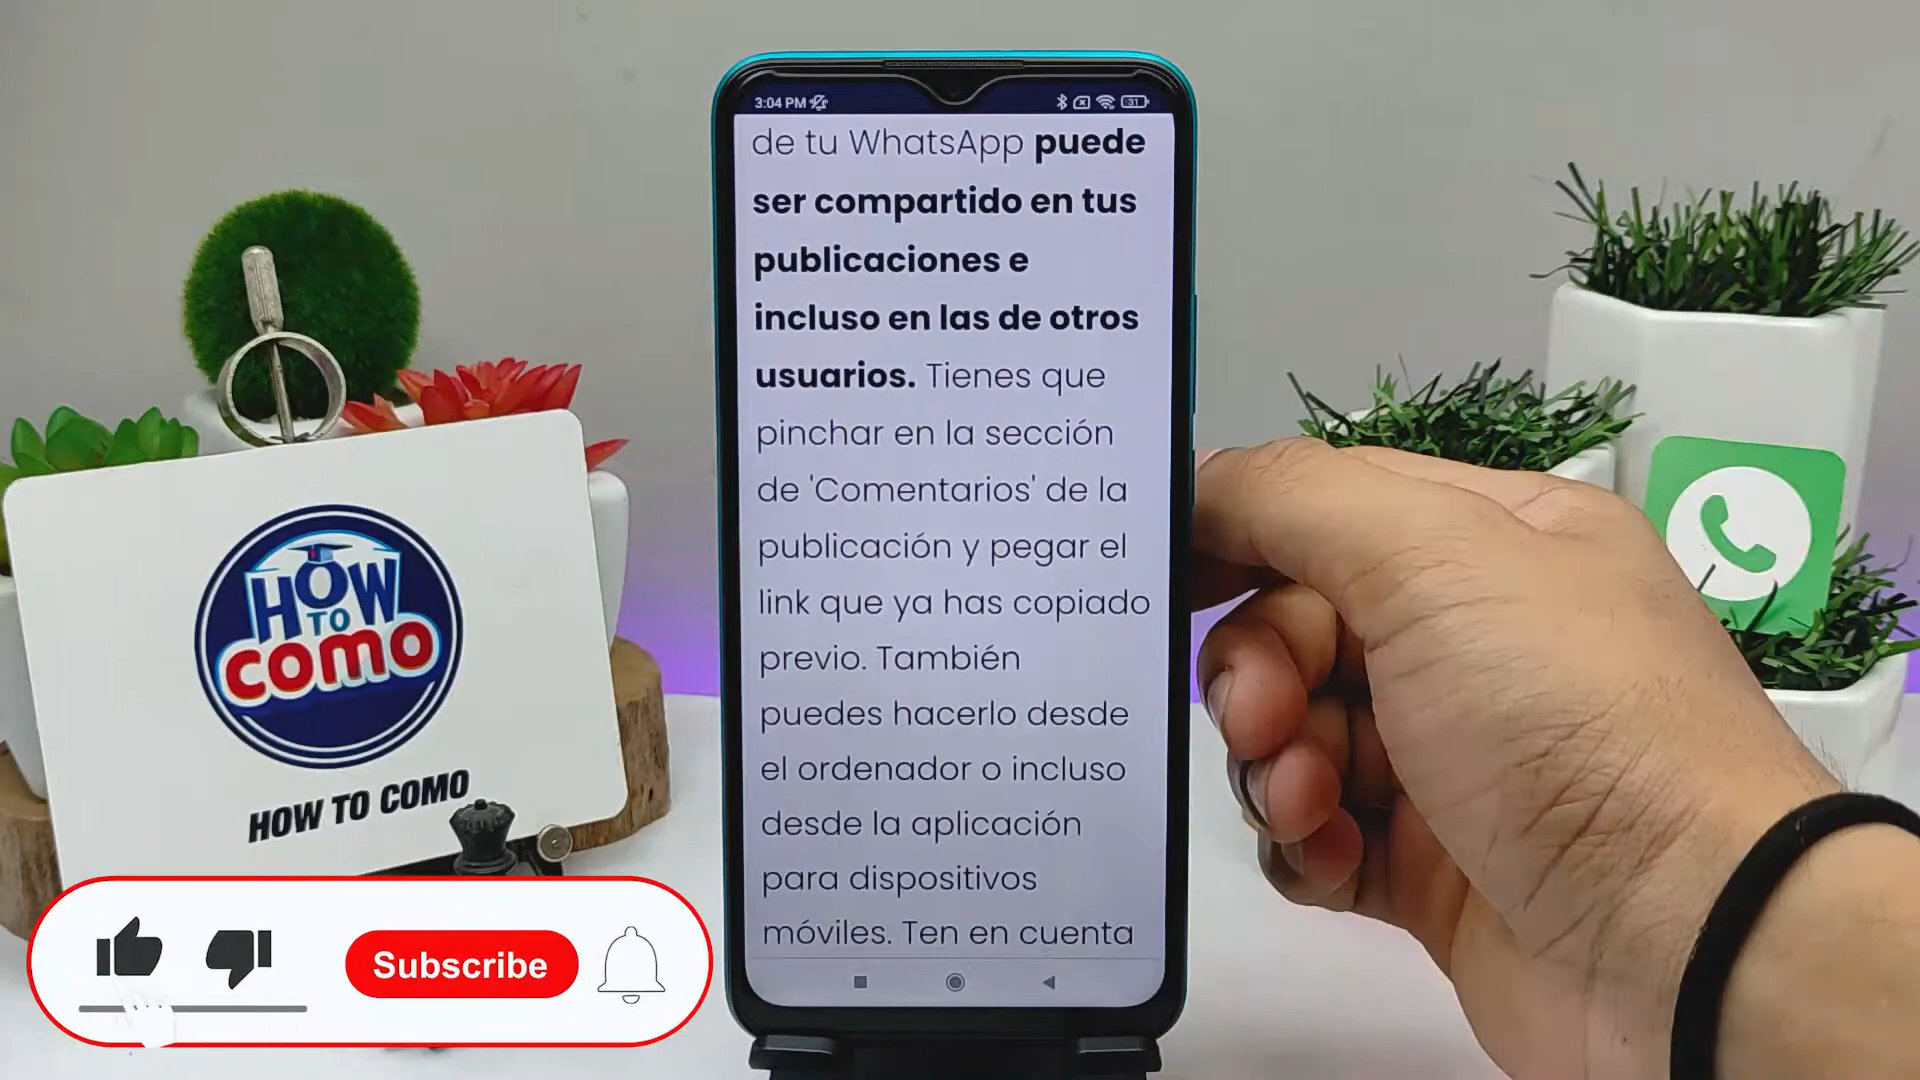 3:04 PM
31
de tu WhatsApp puede
ser compartido en tus
publicaciones e
incluso en las de otros
usuarios. Tienes que
pinchar en la sección
de 'Comentarios' de la
publicación y pegar el
link que ya has copiado
previo. También
puedes hacerlo desde
el ordenador o incluso
desde la aplicación
para dispositivos
móviles. Ten en cuenta
HOW
TO
como
HOW TO COMO
Subscribe